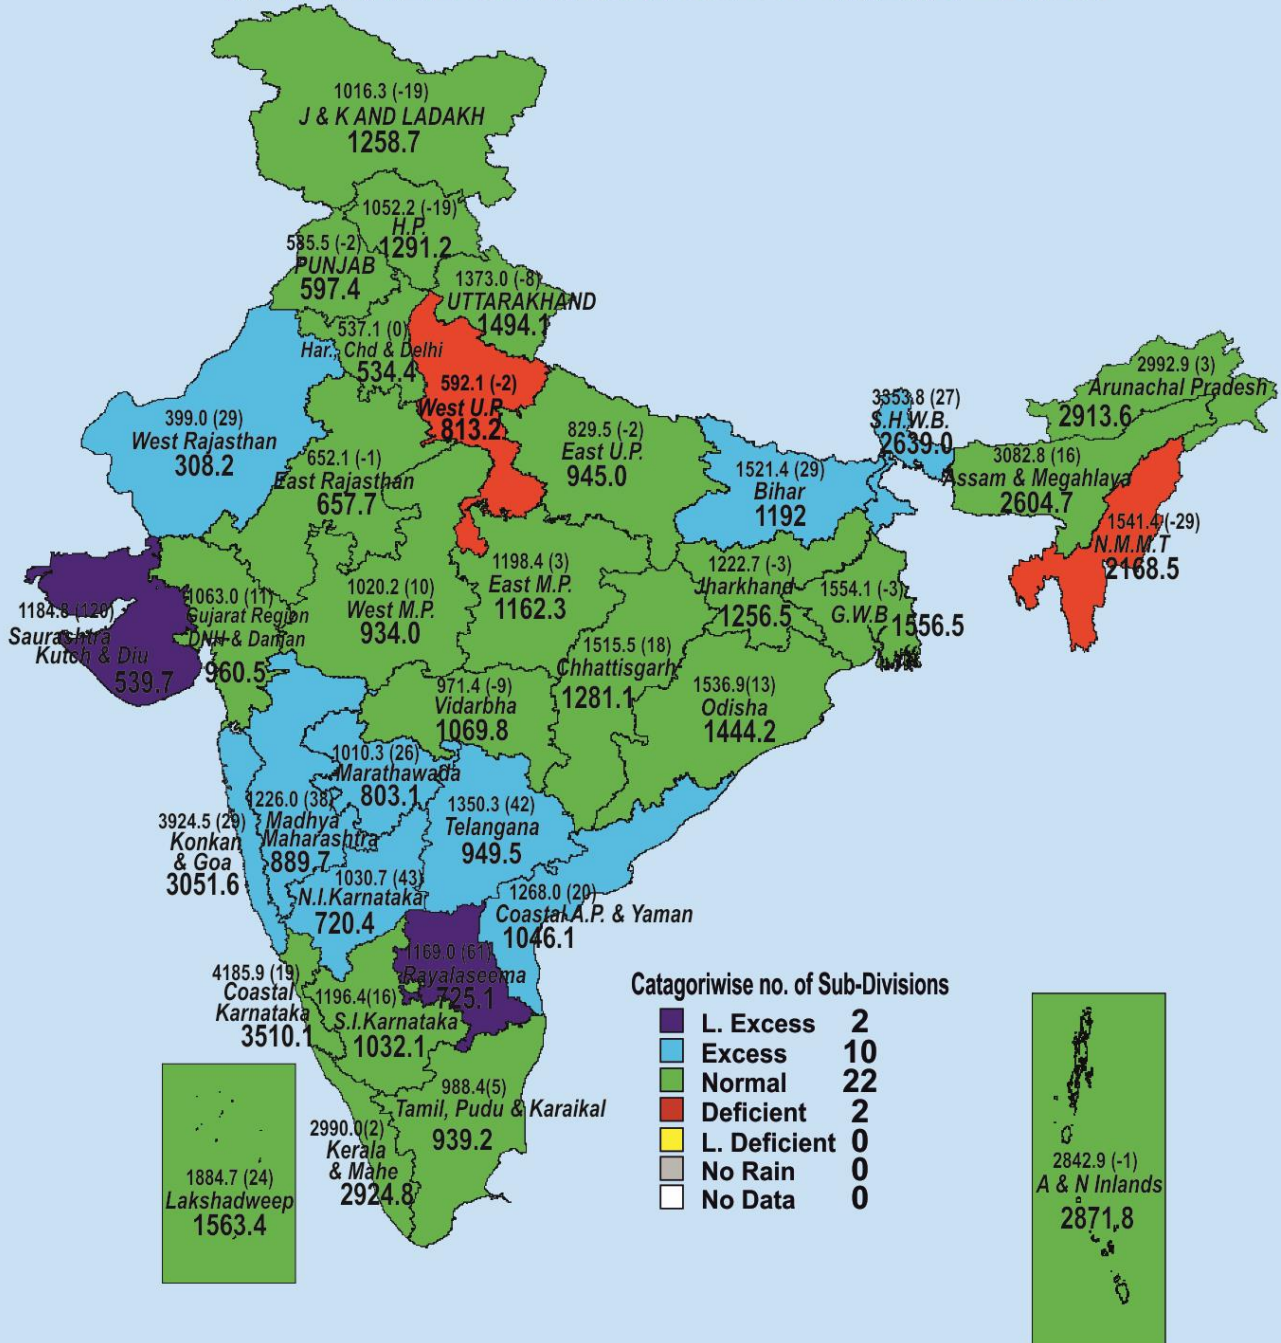 1016.3 (-19)
J & K AND LADAKH
1258.7
1052.2 (-19)
H.P.
1291.2
585.5 (-2)
PUNJAB
597.4
1373.0 (-8)
UTTARAKHAND
1494.1
537.1 (0)
Har., Chd & Delhi
534.4
592.1 (-2)
West U.P.
813.2
399.0 (29)
West Rajasthan
308.2
652.1 (-1)
East Rajasthan
657.7
829.5 (-2)
East U.P.
945.0
1521.4 (29)
Bihar
1192
3353.8 (27)
S.H.W.B.
2639.0
2992.9 (3)
Arunachal Pradesh
2913.6
3082.8 (16)
Assam & Megahlaya
2604.7
1541.4 (-29)
N.M.M.T
2168.5
1184.8 (120)
Saurashtra
Kutch & Diu
539.7
1063.0 (11)
Gujarat Region
DNH & Daman
960.5
1020.2 (10)
West M.P.
934.0
1198.4 (3)
East M.P.
1162.3
1222.7 (-3)
Jharkhand
1256.5
1554.1 (-3)
G.W.B
1556.5
1515.5 (18)
Chhattisgarh
1281.1
971.4 (-9)
Vidarbha
1069.8
1536.9(13)
Odisha
1444.2
1010.3 (26)
Marathawada
803.1
1226.0 (38)
Madhya
Maharashtra
889.7
3924.5 (29)
Konkan
& Goa
3051.6
1350.3 (42)
Telangana
949.5
1030.7 (43)
N.I.Karnataka
720.4
1268.0 (20)
Coastal A.P. & Yaman
1046.1
1169.0 (61)
Rayalaseema
725.1
4185.9 (19)
Coastal
Karnataka
3510.1
1196.4(16)
S.I.Karnataka
1032.1
988.4(5)
Tamil, Pudu & Karaikal
939.2
2990.0(2)
Kerala
& Mahe
2924.8
1884.7 (24)
Lakshadweep
1563.4
Catagoriwise no. of Sub-Divisions
L. Excess 2
Excess 10
Normal 22
Deficient 2
L. Deficient 0
No Rain 0
No Data 0
2842.9 (-1)
A & N Inlands
2871.8